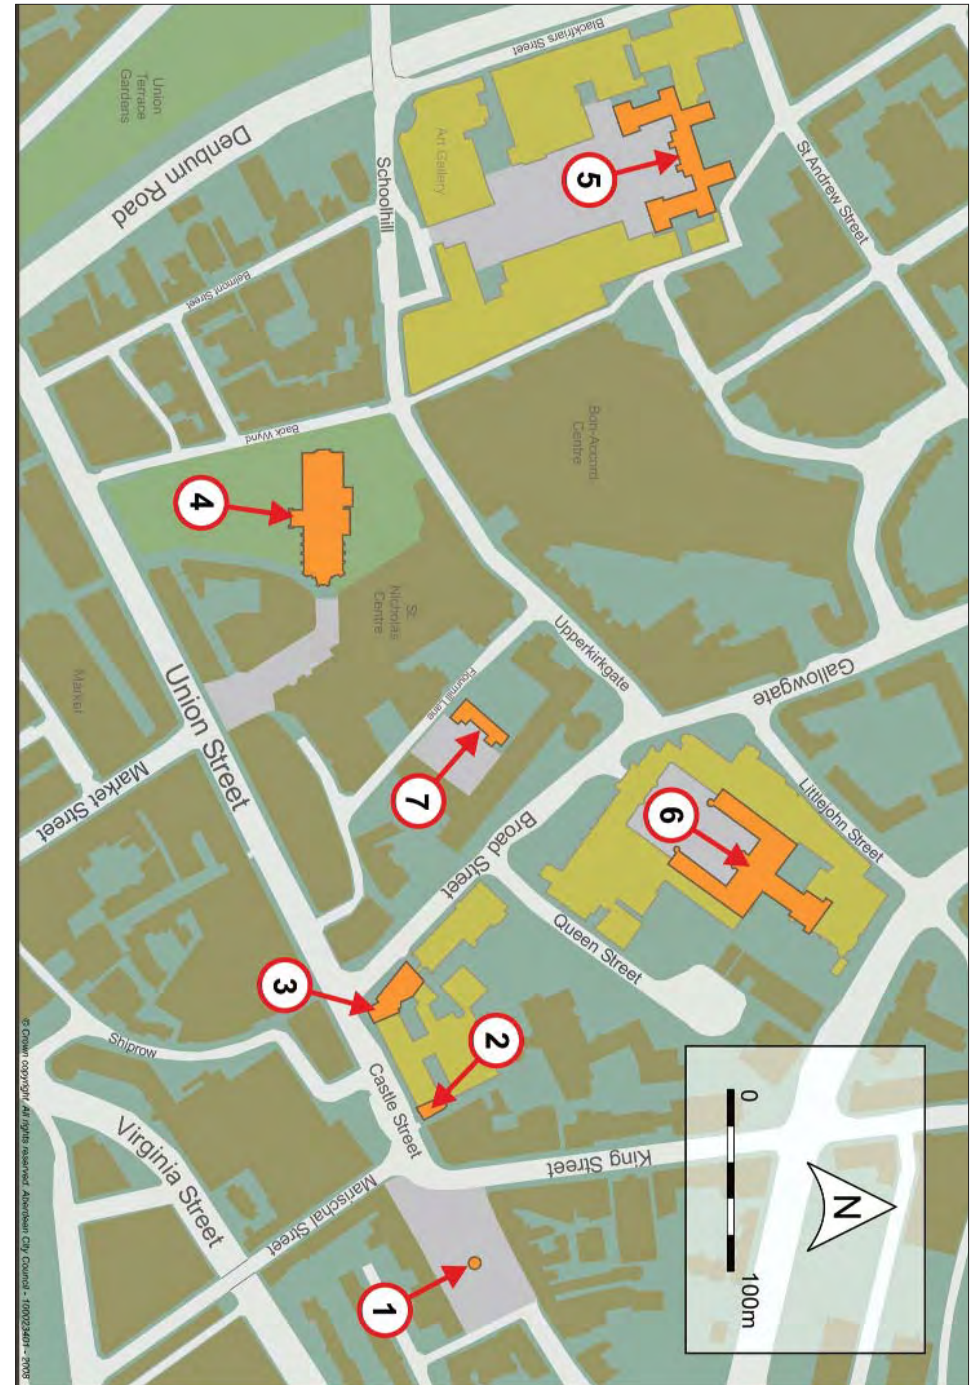 Blackfriars Street
St Andrew Street
Union
Terrace
Gardens
Denburn Road
Art Gallery
Schoolhill
5
Belmont Street
Back Wynd
Bon-Accord
Centre
4
St.
Nicholas
Centre
Upperkirkgate
Gallowgate
Flourmill Lane
Market
Union Street
Market Street
7
Broad Street
6
Littlejohn Street
Queen Street
3
2
Castle Street
Shiprow
Virginia Street
King Street
Marischal Street
1
0
100m
N
© Crown copyright. All rights reserved. Aberdeen City Council - 100023401 - 2008